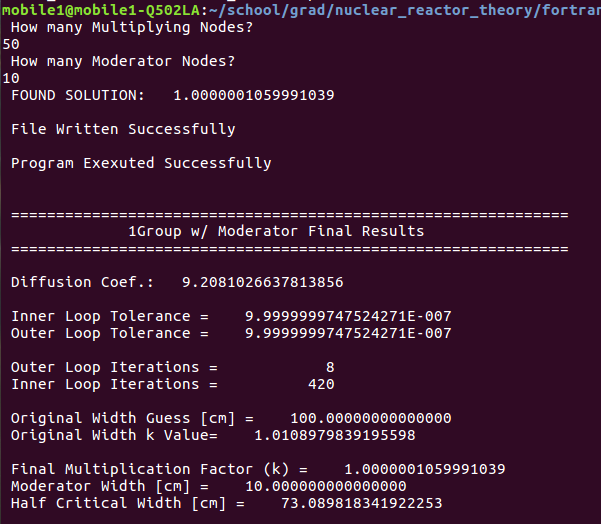 mobile1@mobile1-Q502LA:~/school/grad/nuclear_reactor_theory/fortran
How many Multiplying Nodes?
50
How many Moderator Nodes?
10
FOUND SOLUTION:   1.0000001059991039
File Written Successfully
Program Exexuted Successfully
==============================================================
1Group w/ Moderator Final Results
==============================================================
Diffusion Coef.:   9.2081026637813856
Inner Loop Tolerance =    9.9999999747524271E-007
Outer Loop Tolerance =    9.9999999747524271E-007
Outer Loop Iterations =            8
Inner Loop Iterations =          420
Original Width Guess [cm] =    100.00000000000000
Original Width k Value=    1.0108979839195598
Final Multiplication Factor (k) =    1.0000001059991039
Moderator Width [cm] =    10.000000000000000
Half Critical Width [cm] =    73.089818341922253